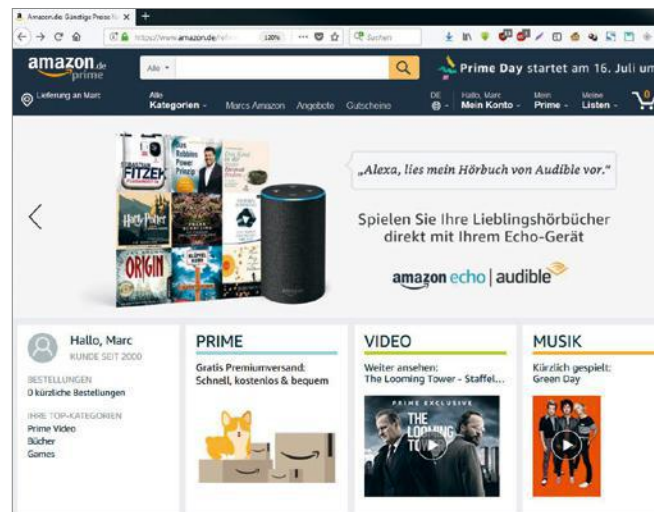 Amazon.de: Günstige Preise
https://www.amazon.de/
120%
Suchen
amazon.de
prime
Alle
Prime Day startet am 16. Juli um
Lieferung an Marc
Alle
Kategorien
Marcs Amazon
Angebote
Gutscheine
DE
Hallo, Marc
Mein Konto
Mein
Prime
Meine
Listen
0
SEBASTIAN
FITZEK
Das
Robbins
Power
Prinzip
Harry Potter
ORIGIN
„Alexa, lies mein Hörbuch von Audible vor.“
Spielen Sie Ihre Lieblingshörbücher
direkt mit Ihrem Echo-Gerät
amazon echo | audible
Hallo, Marc
KUNDE SEIT 2000
BESTELLUNGEN
0 kürzliche Bestellungen
IHRE TOP-KATEGORIEN
Prime Video
Bücher
Games
PRIME
Gratis Premiumversand:
Schnell, kostenlos & bequem
VIDEO
Weiter ansehen:
The Looming Tower - Staffel...
PRIME EXCLUSIVE
THE
LOOMING
TOWER
MUSIK
Kürzlich gespielt:
Green Day